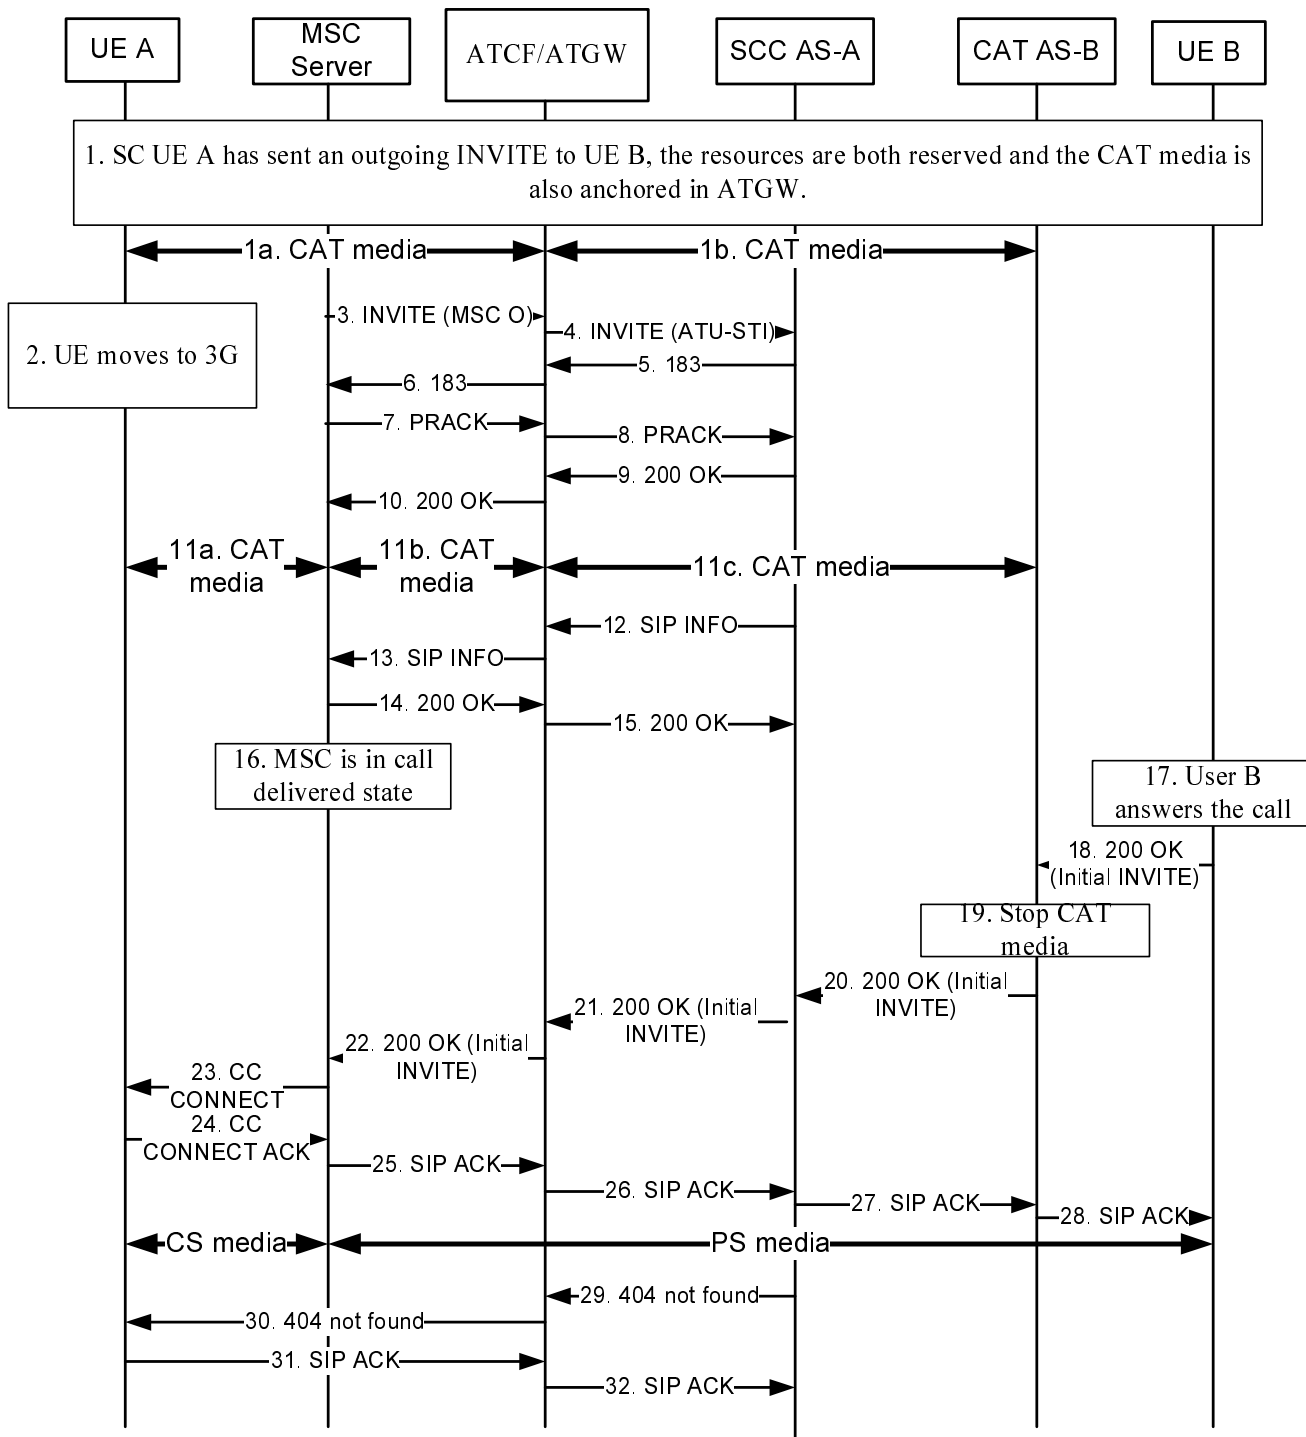 UE A
MSC
Server
ATCF/ATGW
SCC AS-A
CAT AS-B
UE B
1. SC UE A has sent an outgoing INVITE to UE B, the resources are both reserved and the CAT media is
also anchored in ATGW.
1a. CAT media
1b. CAT media
2. UE moves to 3G
3. INVITE (MSC O)
4. INVITE (ATU-STI)
5. 183
6. 183
7. PRACK
8. PRACK
9. 200 OK
10. 200 OK
11a. CAT
media
11b. CAT
media
11c. CAT media
12. SIP INFO
13. SIP INFO
14. 200 OK
15. 200 OK
16. MSC is in call
delivered state
17. User B
answers the call
18. 200 OK
(Initial INVITE)
19. Stop CAT
media
20. 200 OK (Initial
INVITE)
21. 200 OK (Initial
INVITE)
22. 200 OK (Initial
INVITE)
23. CC
CONNECT
24. CC
CONNECT ACK
25. SIP ACK
26. SIP ACK
27. SIP ACK
28. SIP ACK
CS media
PS media
29. 404 not found
30. 404 not found
31. SIP ACK
32. SIP ACK